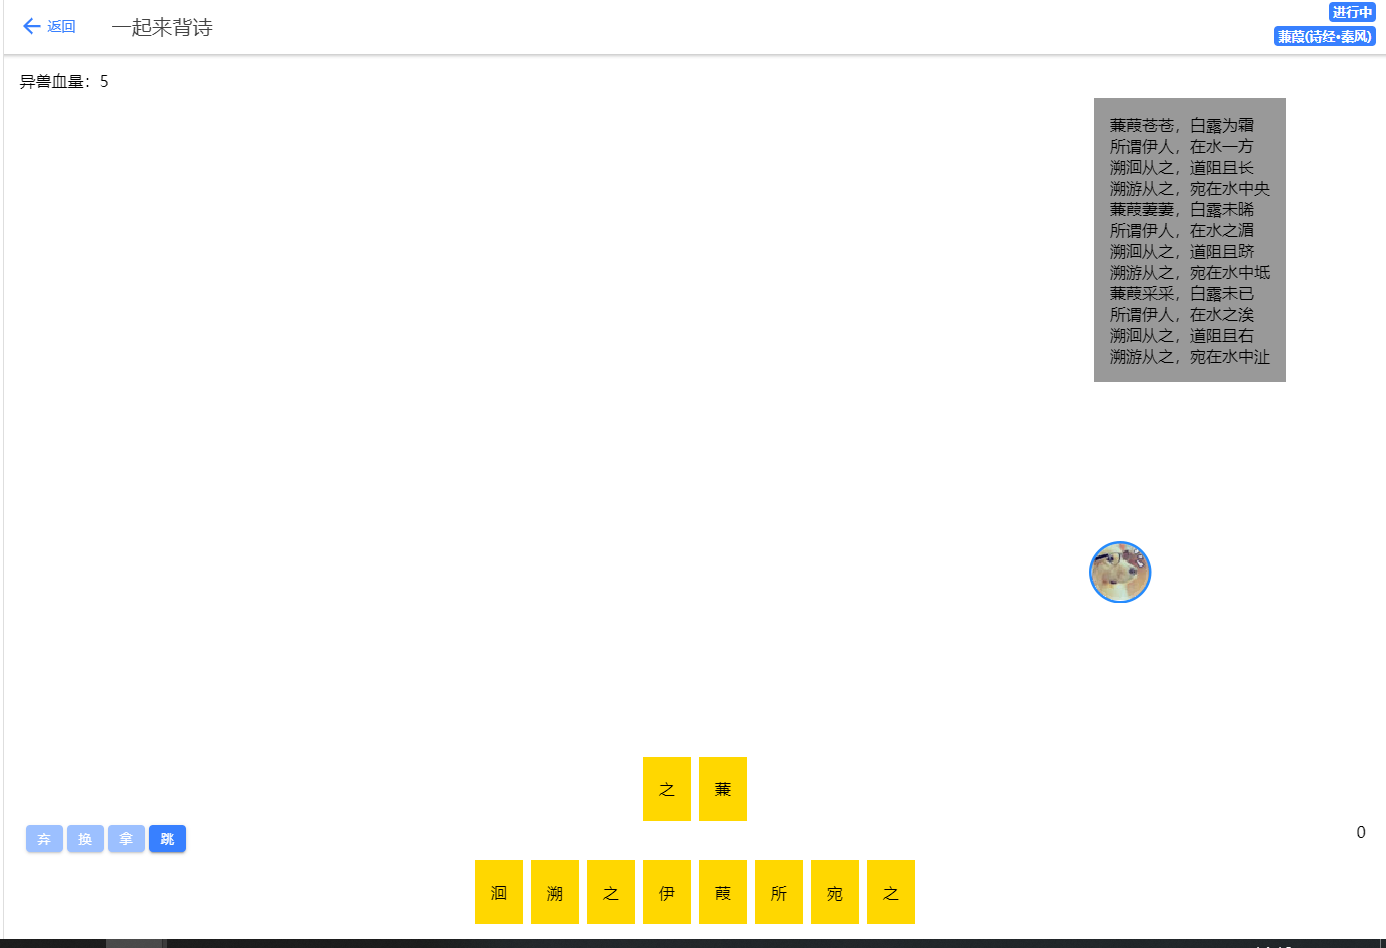 返回 一起来背诗
进行中
蒹葭(诗经•秦风)
异兽血量：5
蒹葭苍苍，白露为霜
所谓伊人，在水一方
溯洄从之，道阻且长
溯游从之，宛在水中央
蒹葭萋萋，白露未晞
所谓伊人，在水之湄
溯洄从之，道阻且跻
溯游从之，宛在水中坻
蒹葭采采，白露未已
所谓伊人，在水之涘
溯洄从之，道阻且右
溯游从之，宛在水中沚
之 蒹
弃 换 拿 跳
0
洄 溯 之 伊 葭 所 宛 之